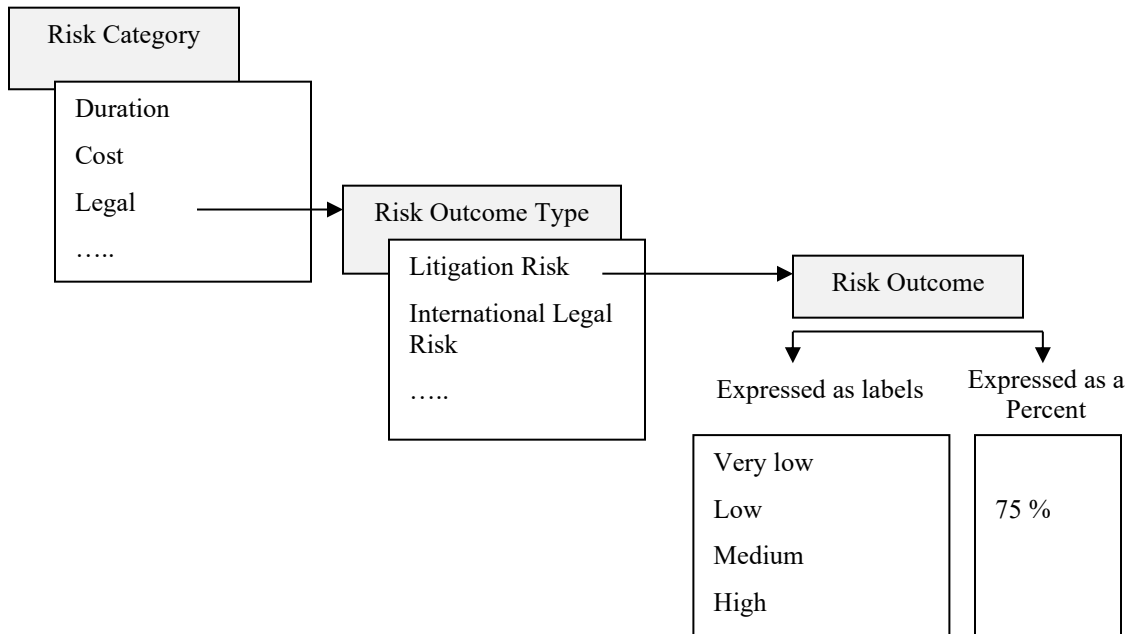 Risk Category
Duration
Cost
Legal
…..
Risk Outcome Type
Litigation Risk
International Legal
Risk
…..
Risk Outcome
Expressed as labels
Expressed as a
Percent
Very low
Low
Medium
High
75 %